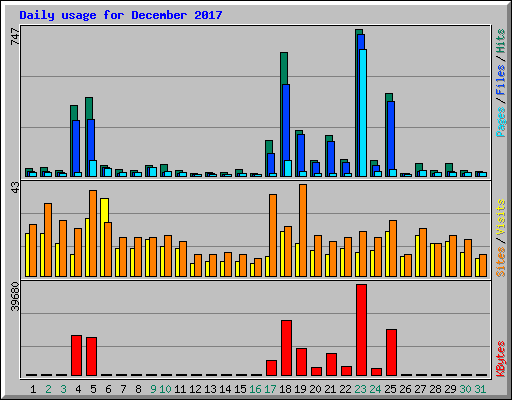 Daily usage for December 2017
747
Pages / Files / Hits
43
Sites / Visits
39680
KBytes
1 2 3 4 5 6 7 8 9 10 11 12 13 14 15 16 17 18 19 20 21 22 23 24 25 26 27 28 29 30 31